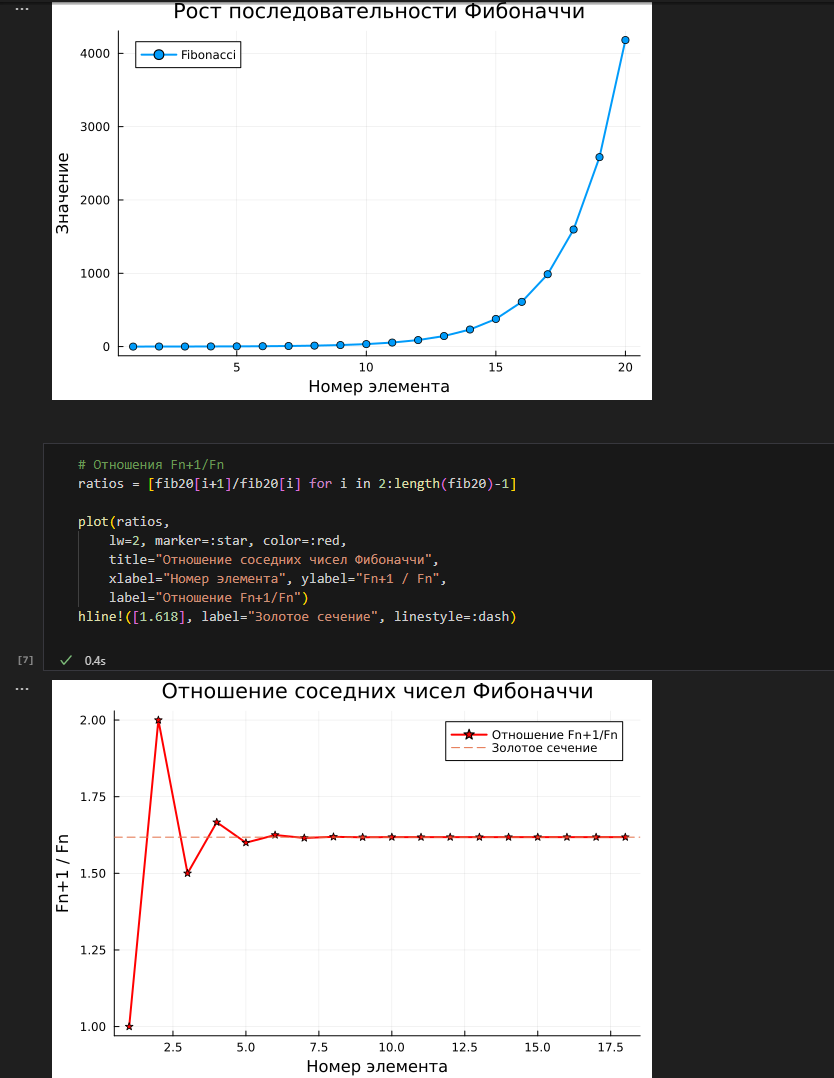 ...
Рост последовательности Фибоначчи
Fibonacci
4000
3000
2000
1000
0
Значение
5 10 15 20
Номер элемента
# Отношения Fn+1/Fn
ratios = [fib20[i+1]/fib20[i] for i in 2:length(fib20)-1]
plot(ratios,
lw=2, marker=:star, color=:red,
title="Отношение соседних чисел Фибоначчи",
xlabel="Номер элемента", ylabel="Fn+1 / Fn",
label="Отношение Fn+1/Fn")
hline!([1.618], label="Золотое сечение", linestyle=:dash)
[7] ✓ 0.4s
...
Отношение соседних чисел Фибоначчи
Отношение Fn+1/Fn
Золотое сечение
2.00
1.75
1.50
1.25
1.00
Fn+1 / Fn
2.5 5.0 7.5 10.0 12.5 15.0 17.5
Номер элемента